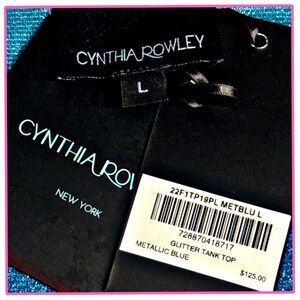 CYNTHIA ROWLEY
L
CYNTHIA ROW
NEW YORK
22F1TP19PL METBLU L
728870418717
GLITTER TANK TOP
METALLIC BLUE
$125.00